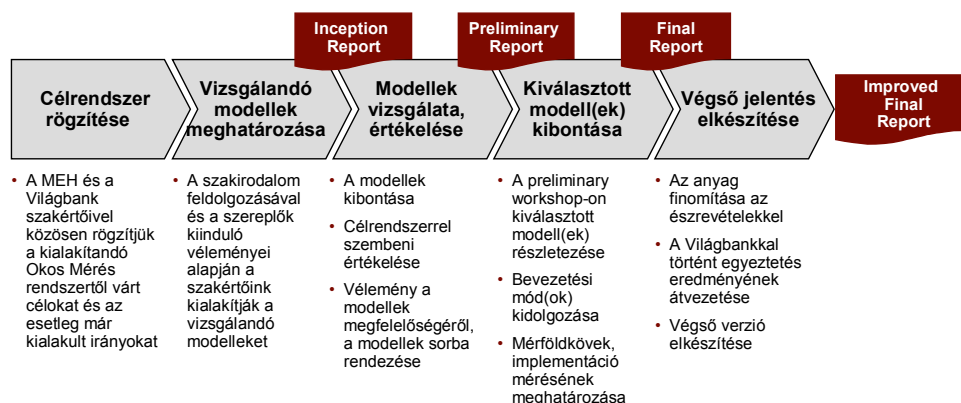 Inception
Report
Preliminary
Report
Final
Report
Célrendszer
rögzítése
Vizsgálandó
modellek
meghatározása
Modellek
vizsgálata,
értékelése
Kiválasztott
modell(ek)
kibontása
Végső jelentés
elkészítése
Improved
Final
Report
• A MEH és a
Világbank
szakértőivel
közösen rögzítjük
a kialakítandó
Okos Mérés
rendszertől várt
célokat és az
esetleg már
kialakult irányokat
• A szakirodalom
feldolgozásával
és a szereplők
kiinduló
véleményei
alapján a
szakértőink
kialakítják a
vizsgálandó
modelleket
• A modellek
kibontása
• Célrendszerrel
szembeni
értékelése
• Vélemény a
modellek
megfelelőségéről,
a modellek sorba
rendezése
• A preliminary
workshop-on
kiválasztott
modell(ek)
részletezése
• Bevezetési
mód(ok)
kidolgozása
• Mérföldkövek,
implementáció
mérésének
meghatározása
• Az anyag
finomítása az
észrevételekkel
• A Világbankkal
történt egyeztetés
eredményének
átvezetése
• Végső verzió
elkészítése